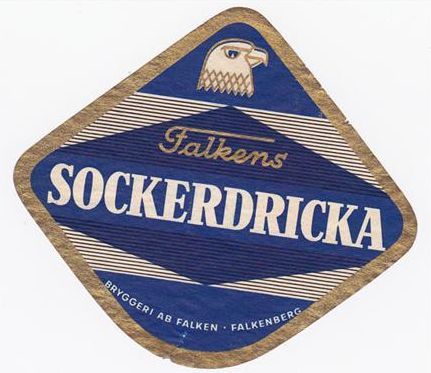 Falkens
SOCKERDRICKA
BRYGGERI AB FALKEN · FALKENBERG